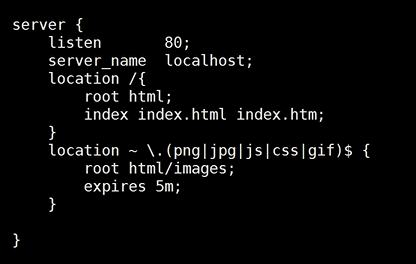 server {
    listen       80;
    server_name  localhost;
    location /{
        root html;
        index index.html index.htm;
    }
    location ~ \.(png|jpg|js|css|gif)$ {
        root html/images;
        expires 5m;
    }

}